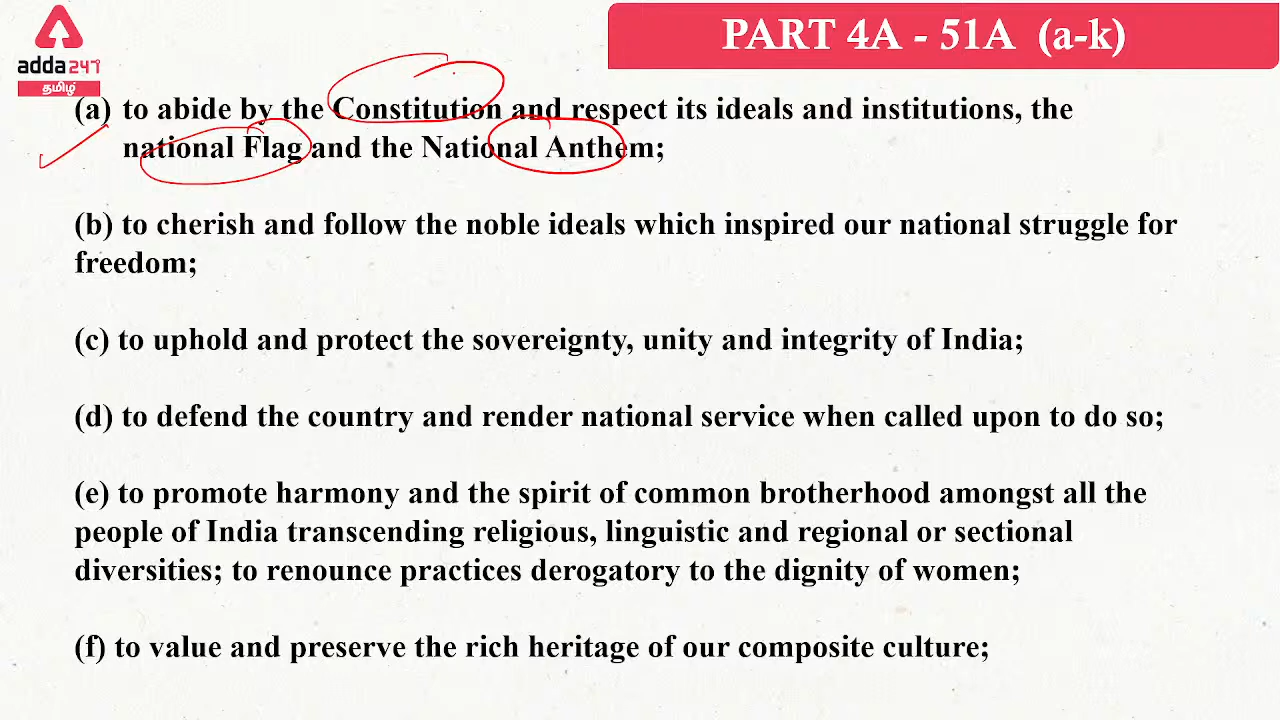 adda247
தமிழ்
PART 4A - 51A (a-k)
(a) to abide by the Constitution and respect its ideals and institutions, the
national Flag and the National Anthem;
(b) to cherish and follow the noble ideals which inspired our national struggle for
freedom;
(c) to uphold and protect the sovereignty, unity and integrity of India;
(d) to defend the country and render national service when called upon to do so;
(e) to promote harmony and the spirit of common brotherhood amongst all the
people of India transcending religious, linguistic and regional or sectional
diversities; to renounce practices derogatory to the dignity of women;
(f) to value and preserve the rich heritage of our composite culture;